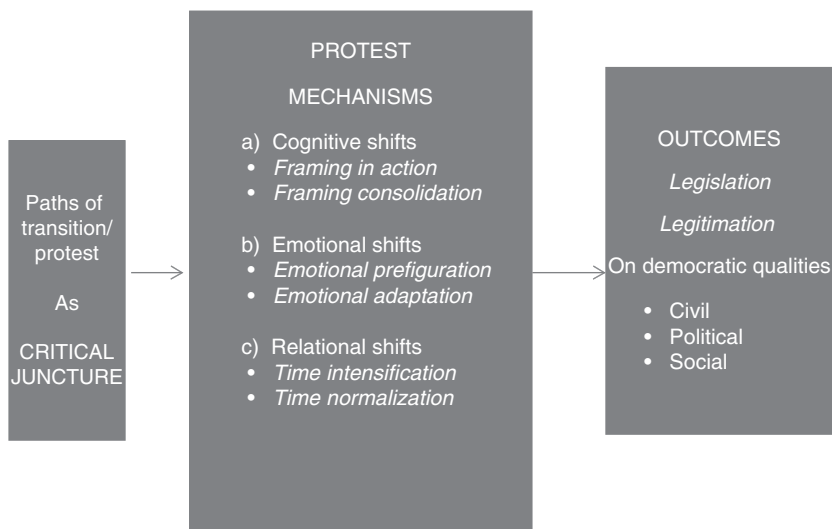 Paths of
transition/
protest
As
CRITICAL
JUNCTURE
PROTEST
MECHANISMS
a) Cognitive shifts
• Framing in action
• Framing consolidation
b) Emotional shifts
• Emotional prefiguration
• Emotional adaptation
c) Relational shifts
• Time intensification
• Time normalization
OUTCOMES
Legislation
Legitimation
On democratic qualities
• Civil
• Political
• Social